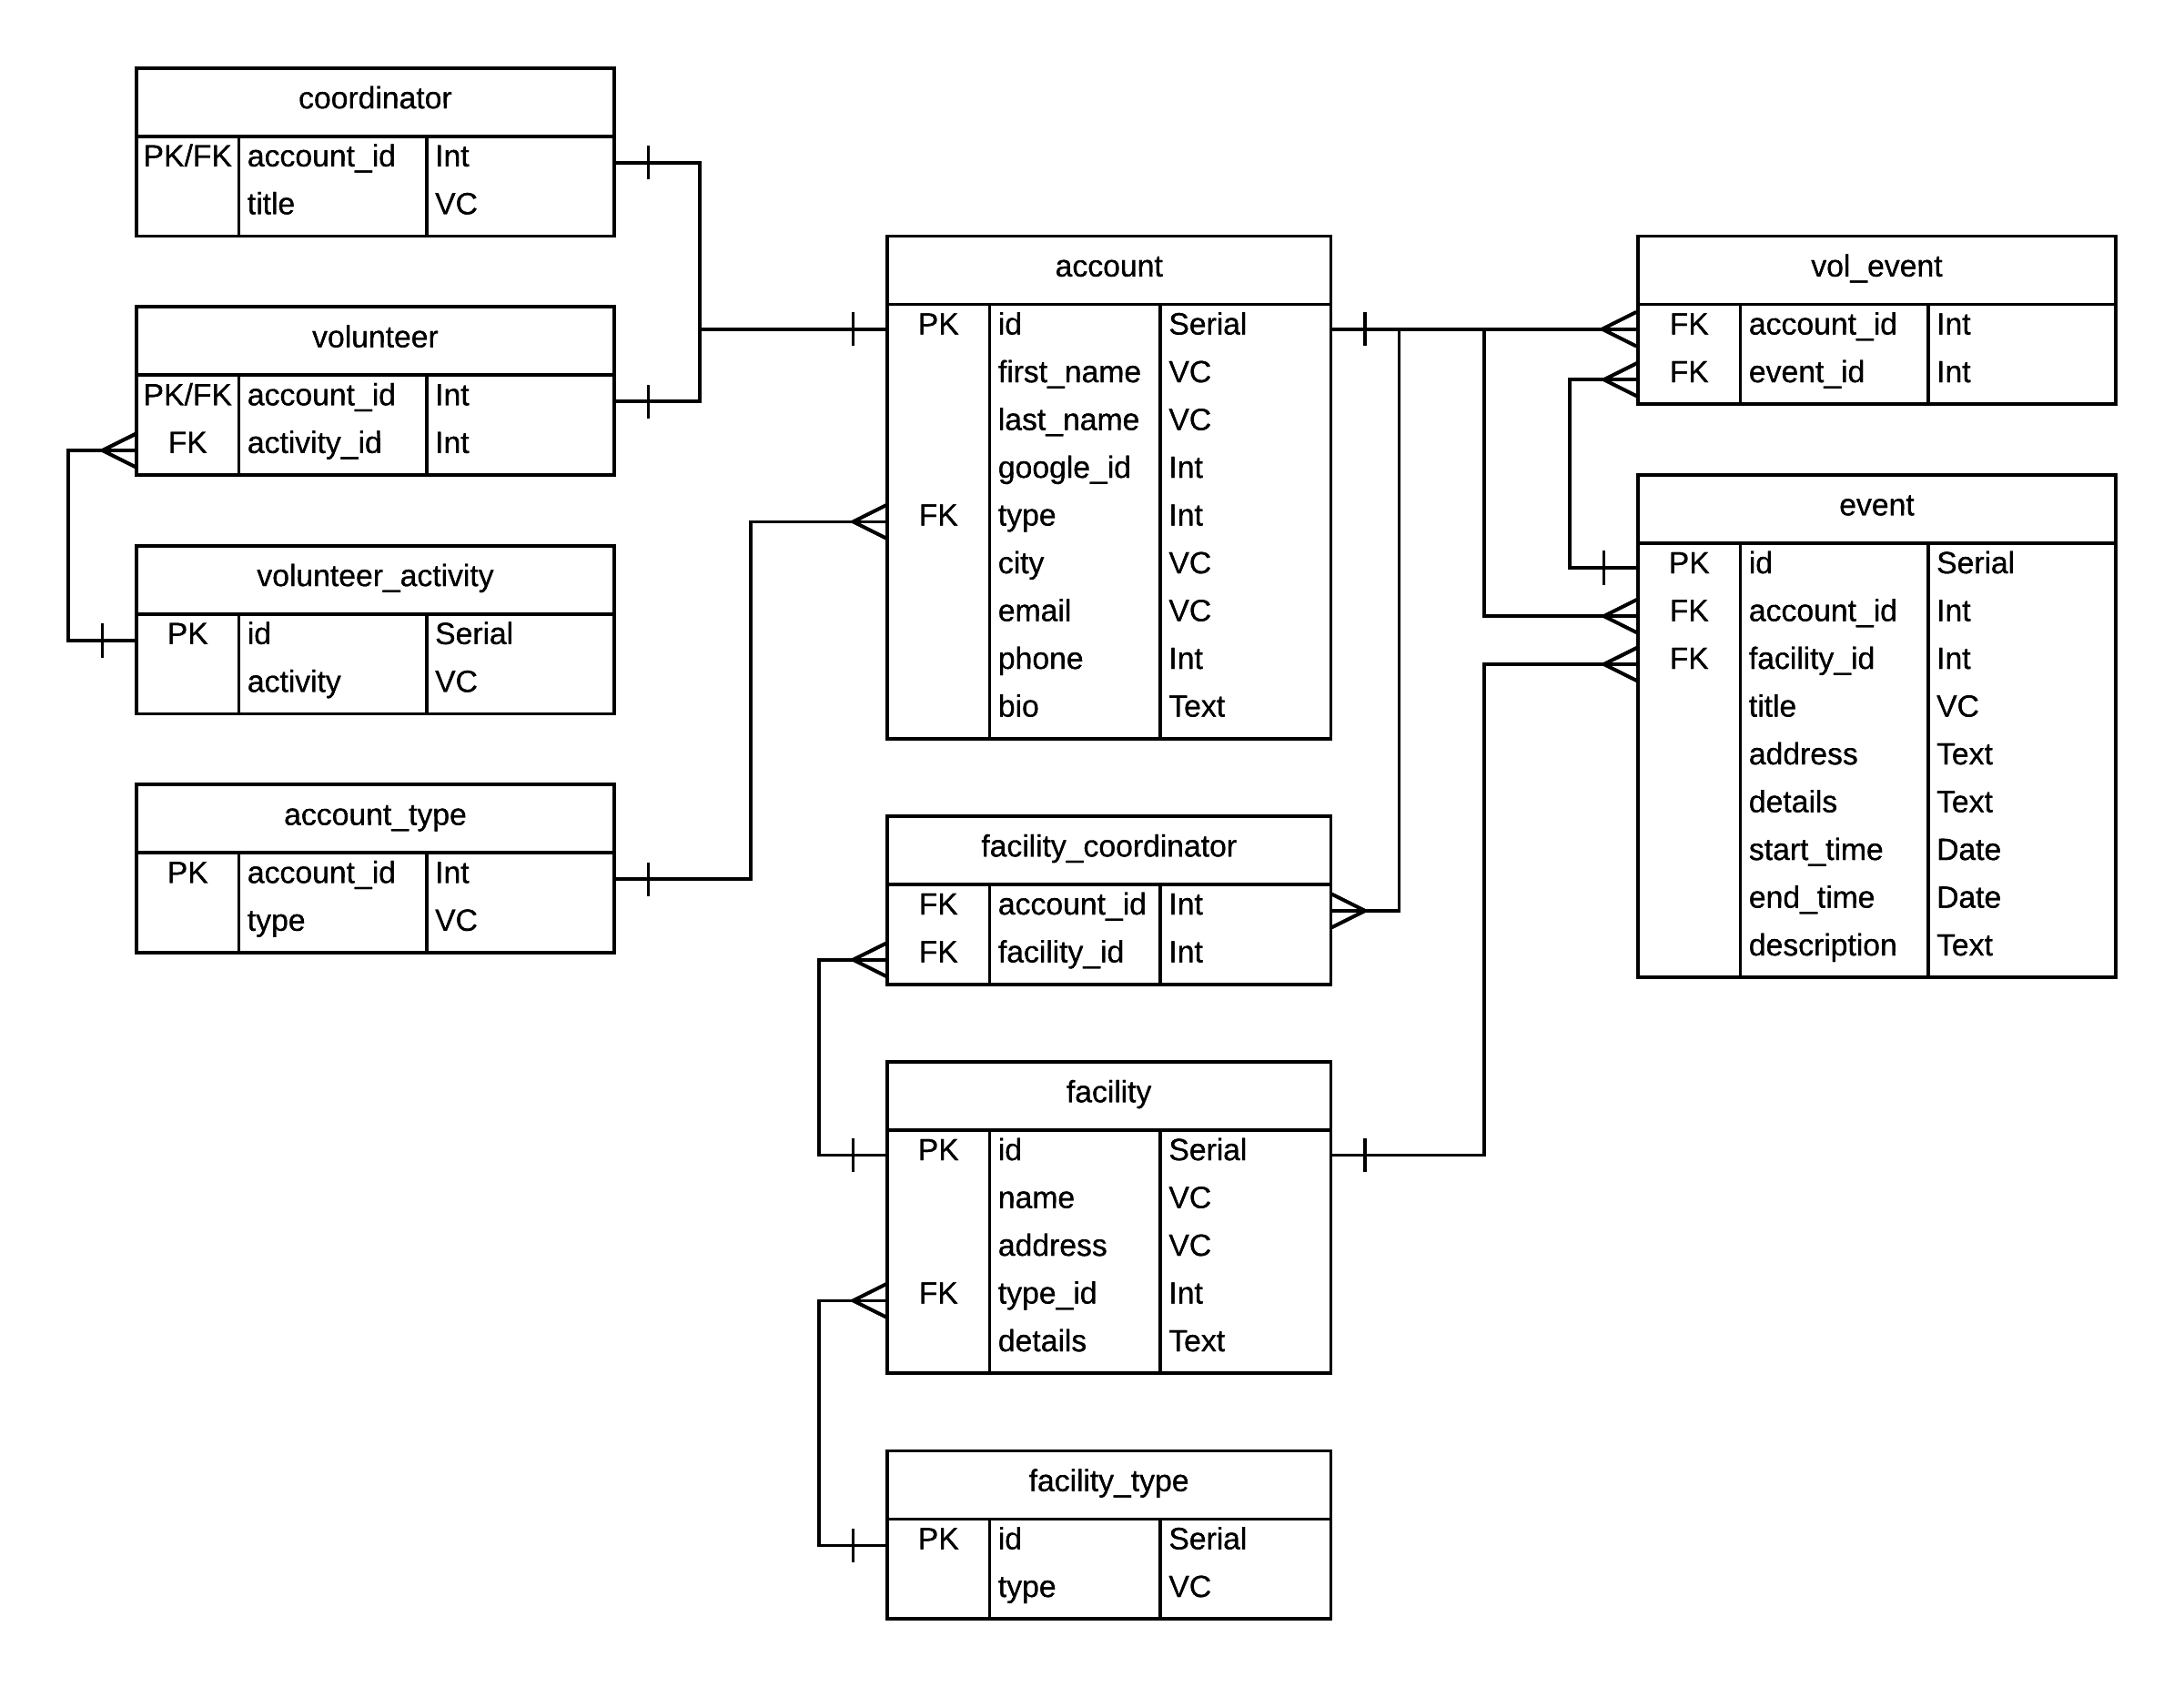 coordinator
PK/FK account_id Int
title VC
volunteer
PK/FK account_id Int
FK activity_id Int
volunteer_activity
PK id Serial
activity VC
account_type
PK account_id Int
type VC
account
PK id Serial
first_name VC
last_name VC
google_id Int
FK type Int
city VC
email VC
phone Int
bio Text
facility_coordinator
FK account_id Int
FK facility_id Int
facility
PK id Serial
name VC
address VC
FK type_id Int
details Text
facility_type
PK id Serial
type VC
vol_event
FK account_id Int
FK event_id Int
event
PK id Serial
FK account_id Int
FK facility_id Int
title VC
address Text
details Text
start_time Date
end_time Date
description Text